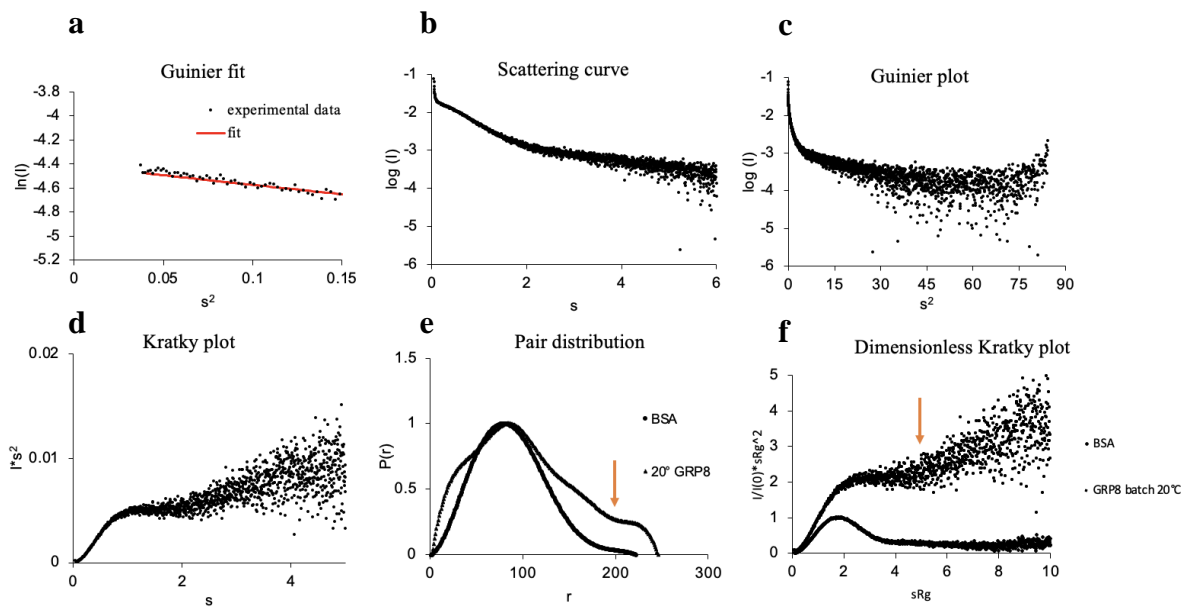 a
Guinier fit
-3.8
-4
-4.2
-4.4
-4.6
-4.8
-5
-5.2
ln(I)
experimental data
fit
0.05
0.1
0.15
s²
b
Scattering curve
-1
-2
-3
-4
-5
-6
log (I)
0
2
4
6
s
c
Guinier plot
-1
-2
-3
-4
-5
-6
log (I)
0
15
30
45
60
75
90
s²
d
Kratky plot
0.02
0.01
0
I*s²
0
2
4
s
e
Pair distribution
1.5
1
0.5
0
P(r)
BSA
20° GRP8
0
100
200
300
r
f
Dimensionless Kratky plot
5
4
3
2
1
0
I/I(0)*sRg^2
BSA
GRP8 batch 20°C
0
2
4
6
8
10
sRg